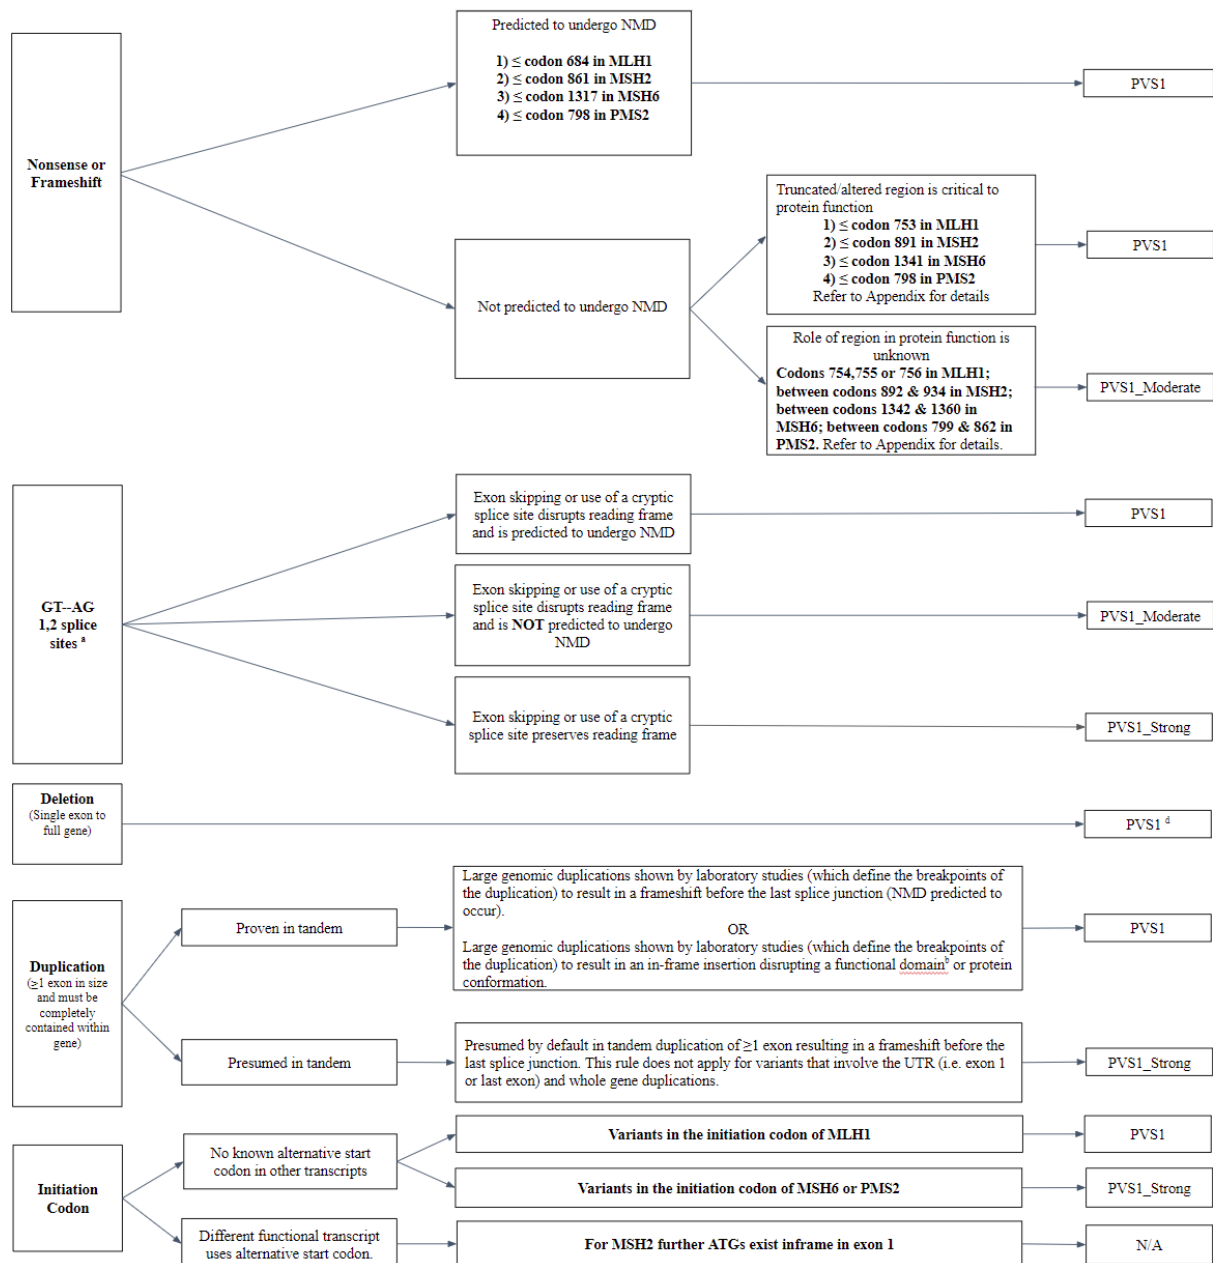 Nonsense or
Frameshift
Predicted to undergo NMD
1) ≤ codon 684 in MLH1
2) ≤ codon 861 in MSH2
3) ≤ codon 1317 in MSH6
4) ≤ codon 798 in PMS2
PVS1
Not predicted to undergo NMD
Truncated/altered region is critical to
protein function
1) ≤ codon 753 in MLH1
2) ≤ codon 891 in MSH2
3) ≤ codon 1341 in MSH6
4) ≤ codon 798 in PMS2
Refer to Appendix for details
PVS1
Role of region in protein function is
unknown
Codons 754,755 or 756 in MLH1;
between codons 892 & 934 in MSH2;
between codons 1342 & 1360 in
MSH6; between codons 799 & 862 in
PMS2. Refer to Appendix for details.
PVS1_Moderate
GT--AG
1,2 splice
sites a
Exon skipping or use of a cryptic
splice site disrupts reading frame
and is predicted to undergo NMD
PVS1
Exon skipping or use of a cryptic
splice site disrupts reading frame
and is NOT predicted to undergo
NMD
PVS1_Moderate
Exon skipping or use of a cryptic
splice site preserves reading frame
PVS1_Strong
Deletion
(Single exon to
full gene)
PVS1 d
Duplication
(≥1 exon in size
and must be
completely
contained within
gene)
Proven in tandem
Large genomic duplications shown by laboratory studies (which define the breakpoints of
the duplication) to result in a frameshift before the last splice junction (NMD predicted to
occur).
OR
Large genomic duplications shown by laboratory studies (which define the breakpoints of
the duplication) to result in an in-frame insertion disrupting a functional domainb or protein
conformation.
PVS1
Presumed in tandem
Presumed by default in tandem duplication of ≥1 exon resulting in a frameshift before the
last splice junction. This rule does not apply for variants that involve the UTR (i.e. exon 1
or last exon) and whole gene duplications.
PVS1_Strong
Initiation
Codon
No known alternative start
codon in other transcripts
Variants in the initiation codon of MLH1
PVS1
Variants in the initiation codon of MSH6 or PMS2
PVS1_Strong
Different functional transcript
uses alternative start codon.
For MSH2 further ATGs exist inframe in exon 1
N/A